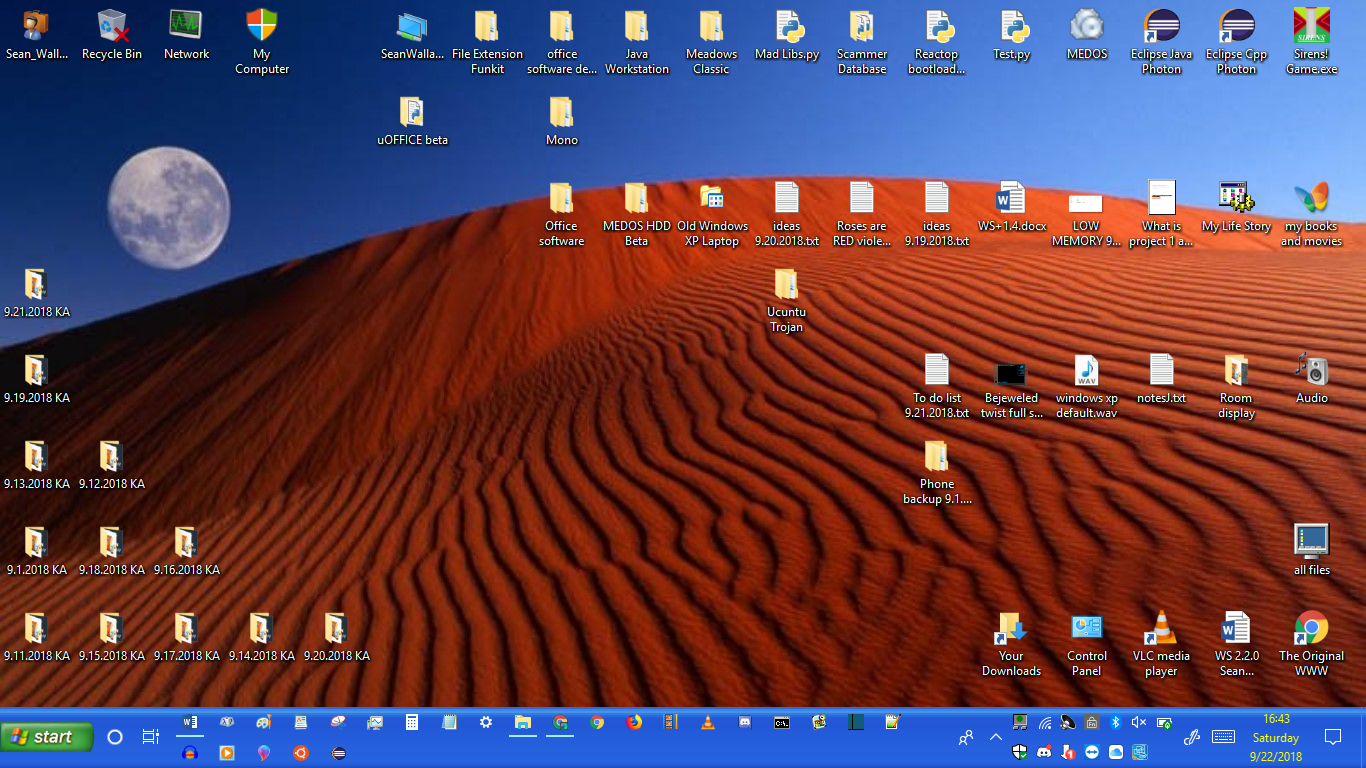 Sean_Wall...
Recycle Bin
Network
My
Computer
SeanWalla...
File Extension
Funkit
office
software de...
Java
Workstation
Meadows
Classic
Mad Libs.py
Scammer
Database
Reactop
bootload...
Test.py
MEDOS
Eclipse Java
Photon
Eclipse Cpp
Photon
SIRENS
Sirens!
Game.exe
uOFFICE beta
Mono
Office
software
MEDOS HDD
Beta
Old Windows
XP Laptop
ideas
9.20.2018.txt
Roses are
RED viole...
ideas
9.19.2018.txt
WS+1.4.docx
LOW
MEMORY 9...
What is
project 1 a...
My Life Story
my books
and movies
9.21.2018 KA
Ucuntu
Trojan
9.19.2018 KA
To do list
9.21.2018.txt
Bejeweled
twist full s...
WAV
windows xp
default.wav
notesJ.txt
Room
display
Audio
9.13.2018 KA
9.12.2018 KA
Phone
backup 9.1....
9.1.2018 KA
9.18.2018 KA
9.16.2018 KA
all files
9.11.2018 KA
9.15.2018 KA
9.17.2018 KA
9.14.2018 KA
9.20.2018 KA
Your
Downloads
Control
Panel
VLC media
player
WS 2.2.0
Sean...
The Original
WWW
start
16:43
Saturday
9/22/2018